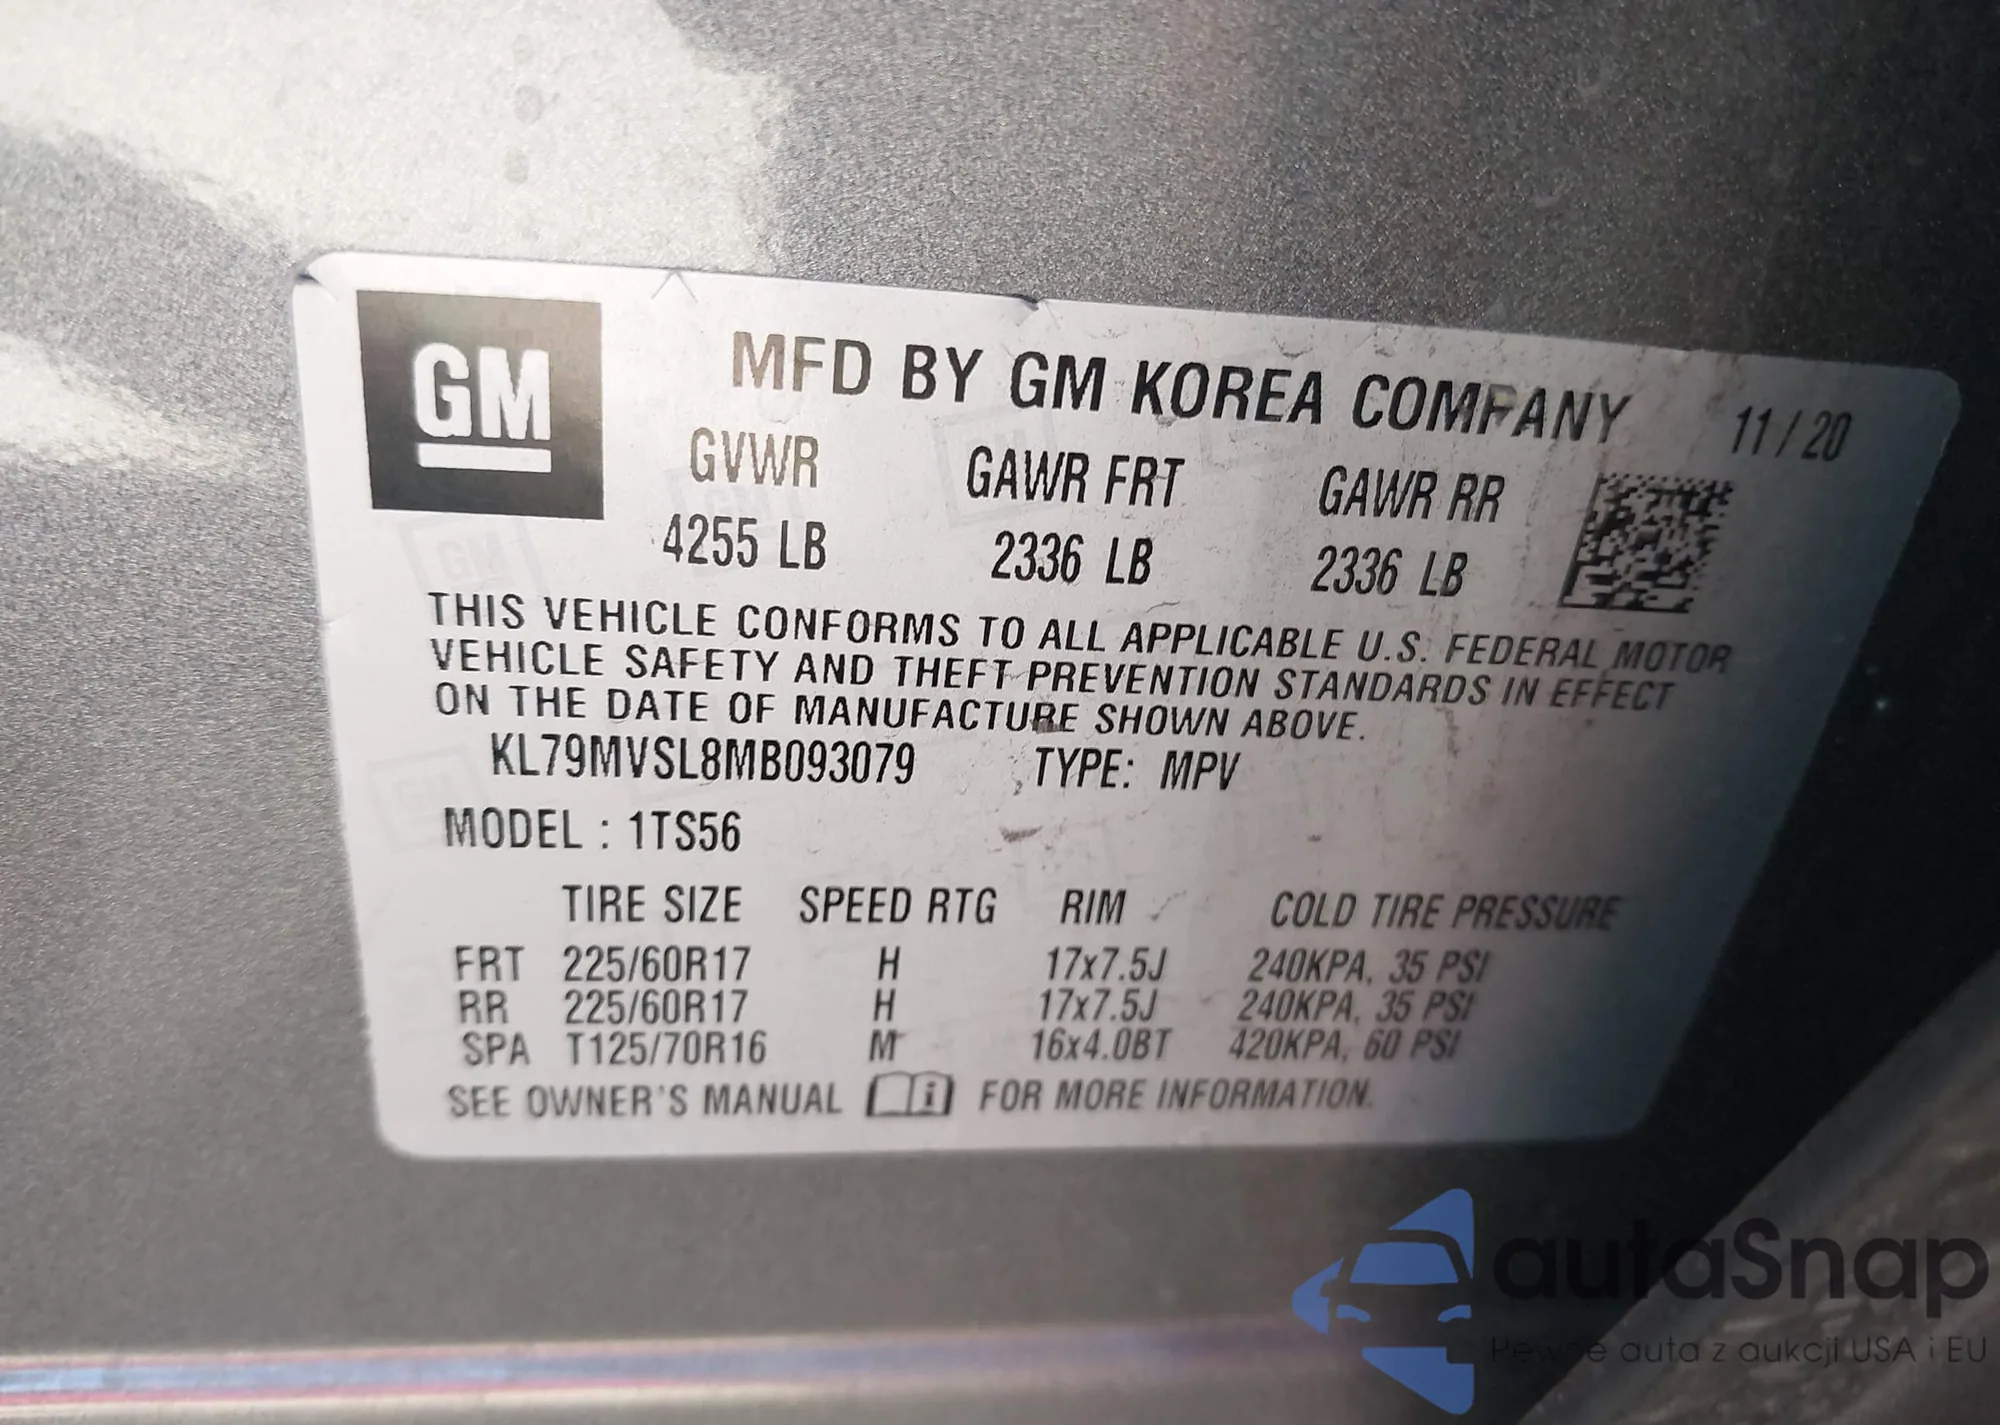 GM
MFD BY GM KOREA COMPANY 11/20
GVWR GAWR FRT GAWR RR
4255 LB 2336 LB 2336 LB
THIS VEHICLE CONFORMS TO ALL APPLICABLE U.S. FEDERAL MOTOR
VEHICLE SAFETY AND THEFT PREVENTION STANDARDS IN EFFECT
ON THE DATE OF MANUFACTURE SHOWN ABOVE.
KL79MVSL8MB093079 TYPE: MPV
MODEL : 1TS56
TIRE SIZE SPEED RTG RIM COLD TIRE PRESSURE
FRT 225/60R17 H 17x7.5J 240KPA, 35 PSI
RR 225/60R17 H 17x7.5J 240KPA, 35 PSI
SPA T125/70R16 M 16x4.0BT 420KPA, 60 PSI
SEE OWNER'S MANUAL i FOR MORE INFORMATION.
autaSnap
Pewne auta z aukcji USA i EU